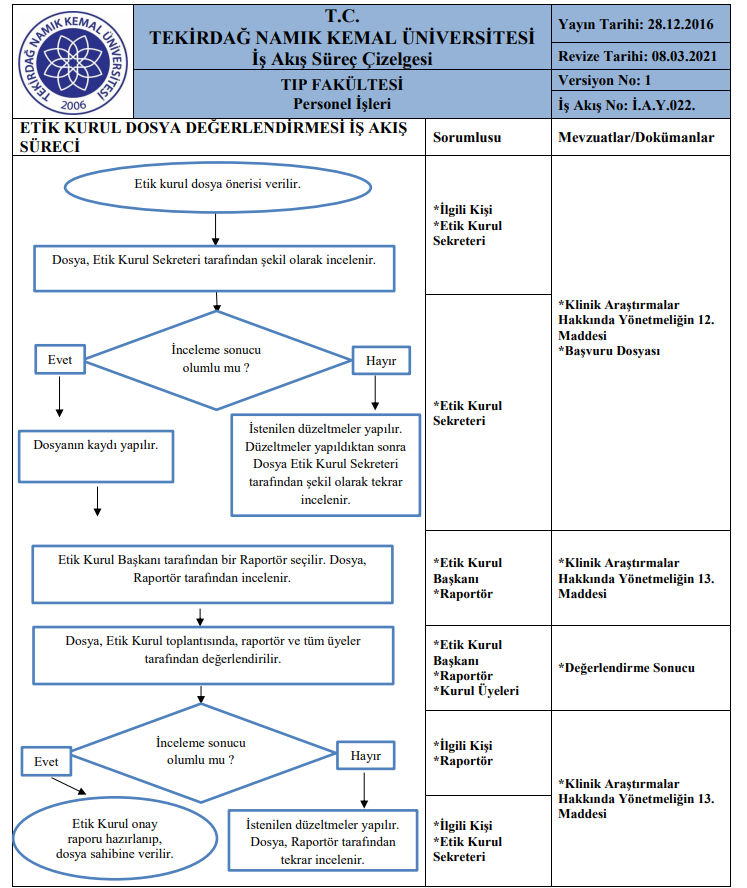 TEKİRDAĞ NAMIK KEMAL ÜNİVERSİTESİ
2006
T.C.
TEKİRDAĞ NAMIK KEMAL ÜNİVERSİTESİ
İş Akış Süreç Çizelgesi
TIP FAKÜLTESİ
Personel İşleri
Yayın Tarihi: 28.12.2016
Revize Tarihi: 08.03.2021
Versiyon No: 1
İş Akış No: İ.A.Y.022.
ETİK KURUL DOSYA DEĞERLENDİRMESİ İŞ AKIŞ
SÜRECİ
Sorumlusu
Mevzuatlar/Dokümanlar
Etik kurul dosya önerisi verilir.
*İlgili Kişi
*Etik Kurul
Sekreteri
Dosya, Etik Kurul Sekreteri tarafından şekil olarak incelenir.
*Klinik Araştırmalar
Hakkında Yönetmeliğin 12.
Maddesi
*Başvuru Dosyası
İnceleme sonucu
olumlu mu ?
Evet
Hayır
*Etik Kurul
Sekreteri
Dosyanın kaydı yapılır.
İstenilen düzeltmeler yapılır.
Düzeltmeler yapıldıktan sonra
Dosya Etik Kurul Sekreteri
tarafından şekil olarak tekrar
incelenir.
Etik Kurul Başkanı tarafından bir Raportör seçilir. Dosya,
Raportör tarafından incelenir.
*Etik Kurul
Başkanı
*Raportör
*Klinik Araştırmalar
Hakkında Yönetmeliğin 13.
Maddesi
Dosya, Etik Kurul toplantısında, raportör ve tüm üyeler
tarafından değerlendirilir.
*Etik Kurul
Başkanı
*Raportör
*Kurul Üyeleri
*Değerlendirme Sonucu
İnceleme sonucu
olumlu mu ?
Evet
Hayır
*İlgili Kişi
*Raportör
*Klinik Araştırmalar
Hakkında Yönetmeliğin 13.
Maddesi
Etik Kurul onay
raporu hazırlanıp,
dosya sahibine verilir.
İstenilen düzeltmeler yapılır.
Dosya, Raportör tarafından
tekrar incelenir.
*İlgili Kişi
*Etik Kurul
Sekreteri